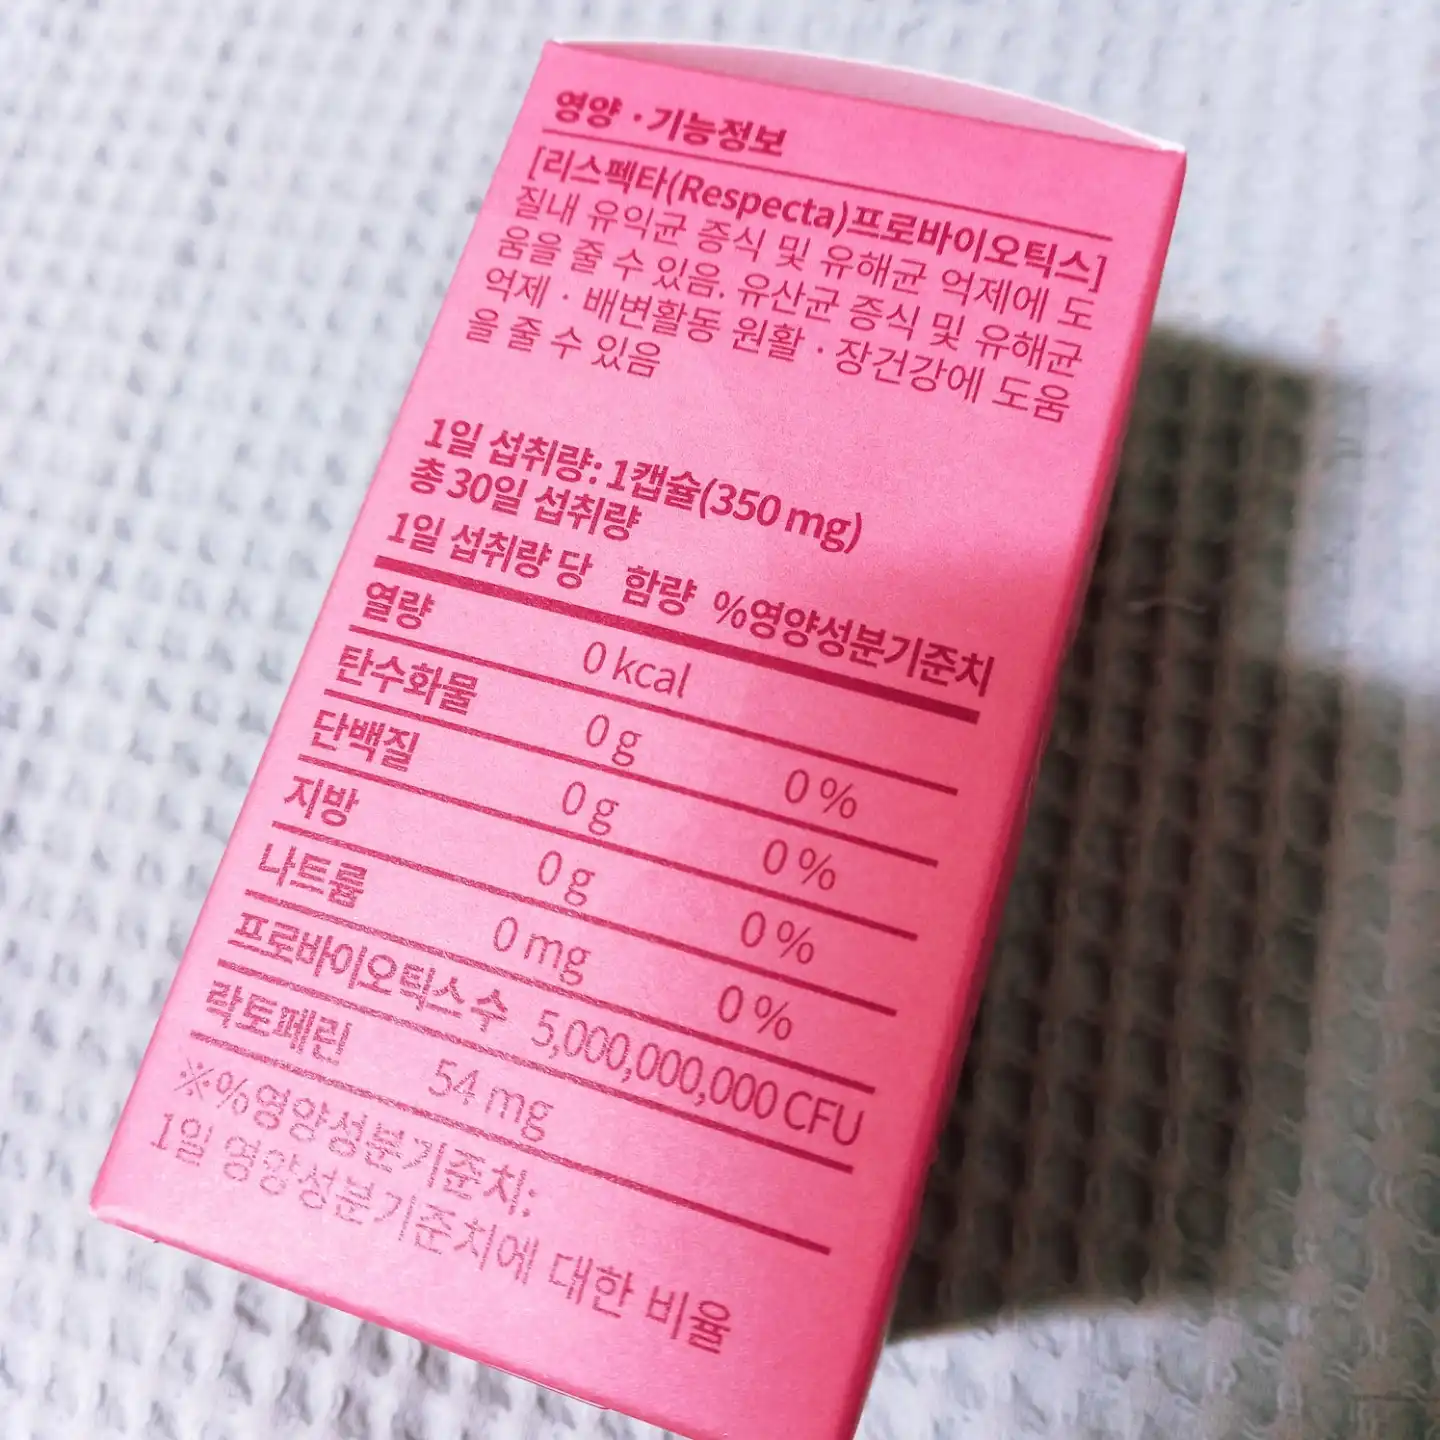 영양 · 기능정보
[리스펙타(Respecta)프로바이오틱스]
질내 유익균 증식 및 유해균 억제에 도
움을 줄 수 있음. 유산균 증식 및 유해균
억제 · 배변활동 원활 · 장건강에 도움
을 줄 수 있음
1일 섭취량: 1캡슐(350 mg)
총 30일 섭취량
1일 섭취량 당 함량 %영양성분기준치
열량 0 kcal
탄수화물 0 g 0 %
단백질 0 g 0 %
지방 0 g 0 %
나트륨 0 mg 0 %
프로바이오틱스 수 5,000,000,000 CFU
락토페린 54 mg
※%영양성분기준치:
1일 영양성분기준치에 대한 비율